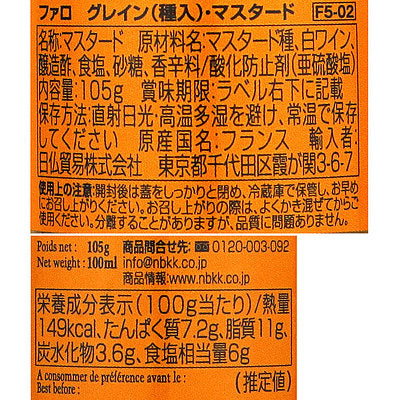 ファロ グレイン(種入)・マスタード F5-02
名称:マスタード 原材料名:マスタード種、白ワイン、
醸造酢、食塩、砂糖、香辛料/酸化防止剤(亜硫酸塩)
内容量:105g 賞味期限:ラベル右下に記載
保存方法:直射日光・高温多湿を避け、常温で保存
してください 原産国名:フランス 輸入者:
日仏貿易株式会社 東京都千代田区霞が関3-6-7
使用上の注意:開封後は蓋をしっかりと閉め、冷蔵庫で保管し、お早め
にお召し上がりください。お召し上がりの際は、よくかき混ぜてからご
使用ください。分離することがありますが、品質に問題ありません。
Poids net : 105g 商品問合せ先: 0120-003-092
Net weight : 100ml info@nbkk.co.jp
商品情報:www.nbkk.co.jp
栄養成分表示(100g当たり)/熱量
149kcal、たんぱく質7.2g、脂質11g、
炭水化物3.6g、食塩相当量6g
A consommer de préférence avant le :
Best before : (推定値)